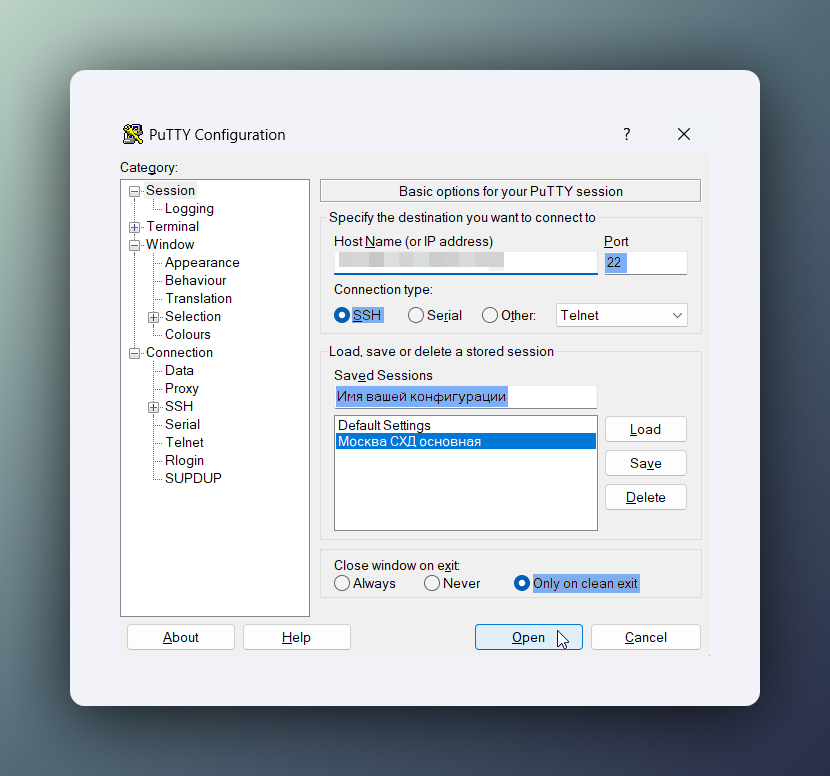 PuTTY Configuration
?
Category:
Session
Logging
Terminal
Window
Appearance
Behaviour
Translation
Selection
Colours
Connection
Data
Proxy
SSH
Serial
Telnet
Rlogin
SUPDUP
Basic options for your PuTTY session
Specify the destination you want to connect to
Host Name (or IP address) Port
22
Connection type:
SSH Serial Other: Telnet
Load, save or delete a stored session
Saved Sessions
Имя вашей конфигурации
Default Settings
Москва СХД основная
Load
Save
Delete
Close window on exit:
Always Never Only on clean exit
About Help Open Cancel